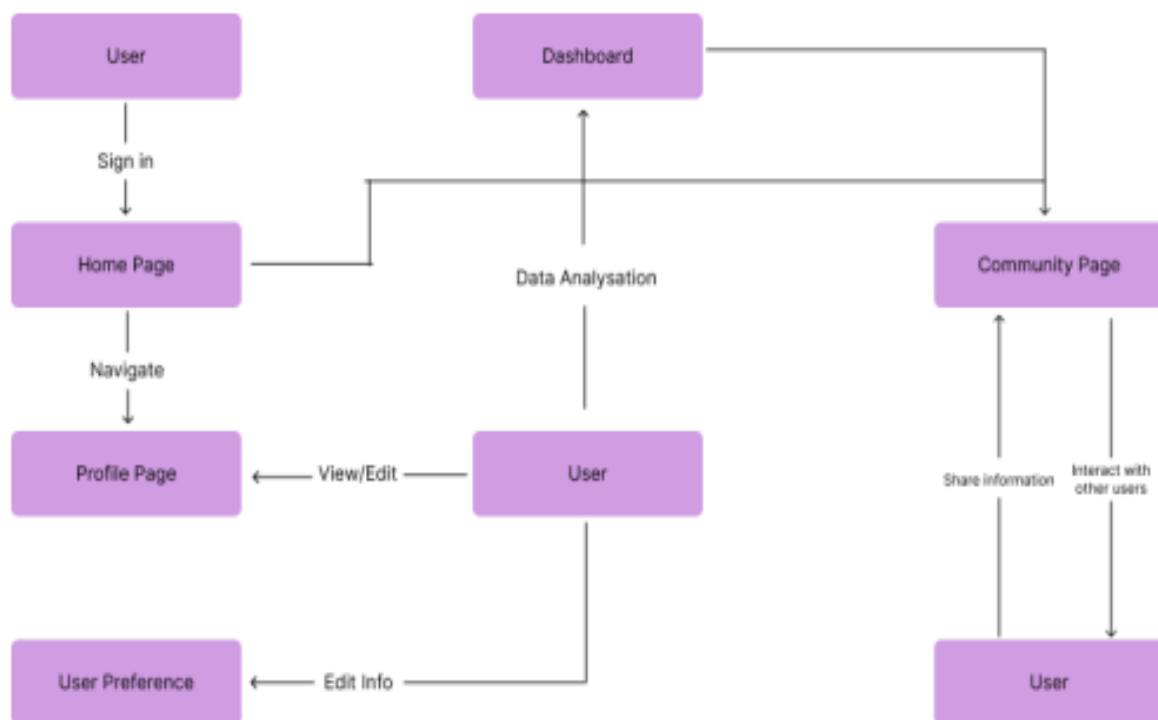 User
Dashboard
Sign in
Home Page
Data Analysation
Community Page
Navigate
Profile Page
View/Edit
User
Share information
Interact with
other users
User Preference
Edit Info
User